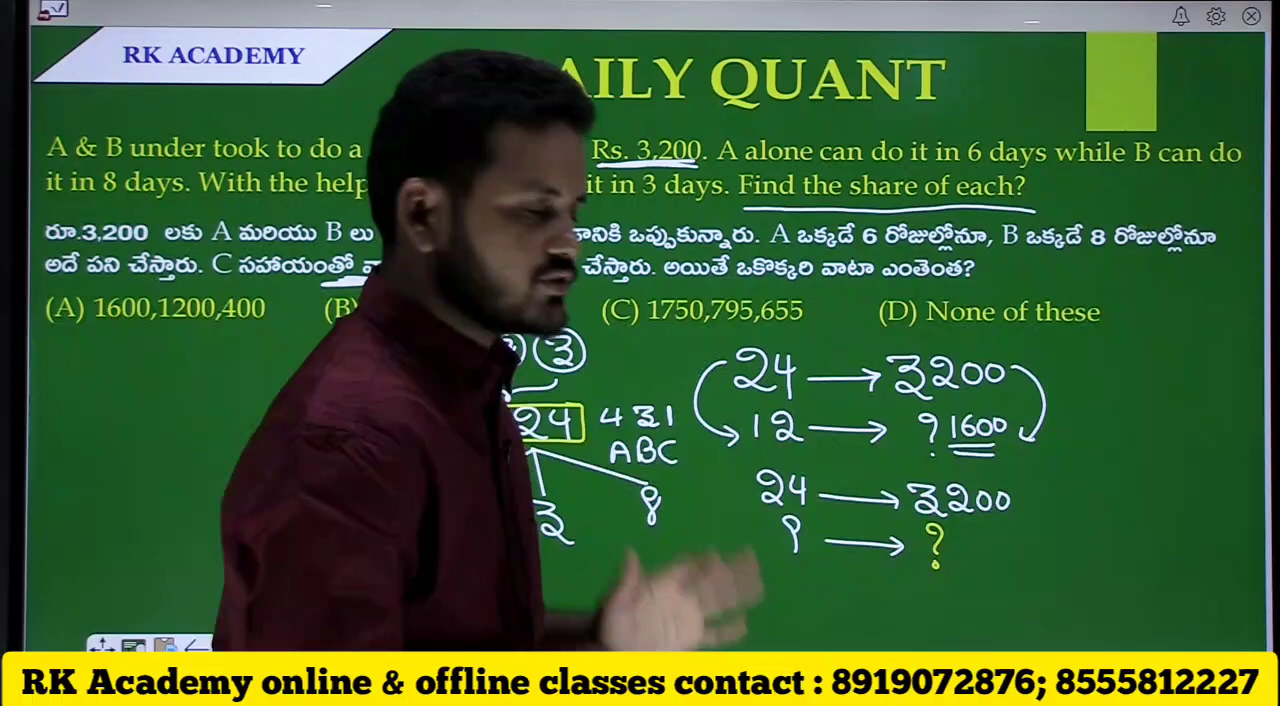 RK ACADEMY
AILY QUANT
A & B under took to do a Rs. 3,200. A alone can do it in 6 days while B can do
it in 8 days. With the help it in 3 days. Find the share of each?
రూ.3,200 లకు A మరియు B లు ఒప్పుకున్నారు. A ఒక్కడే 6 రోజుల్లోనూ, B ఒక్కడే 8 రోజుల్లోనూ
అదే పని చేస్తారు. C సహాయంతో చేస్తారు. అయితే ఒకొక్కరి వాటా ఎంతెంత?
(A) 1600,1200,400 (B) (C) 1750,795,655 (D) None of these
3
24 → 3200
24 4 3 1
12 → ? 1600
A B C
24 → 3200
3 8
9 → ?
RK Academy online & offline classes contact : 8919072876; 8555812227